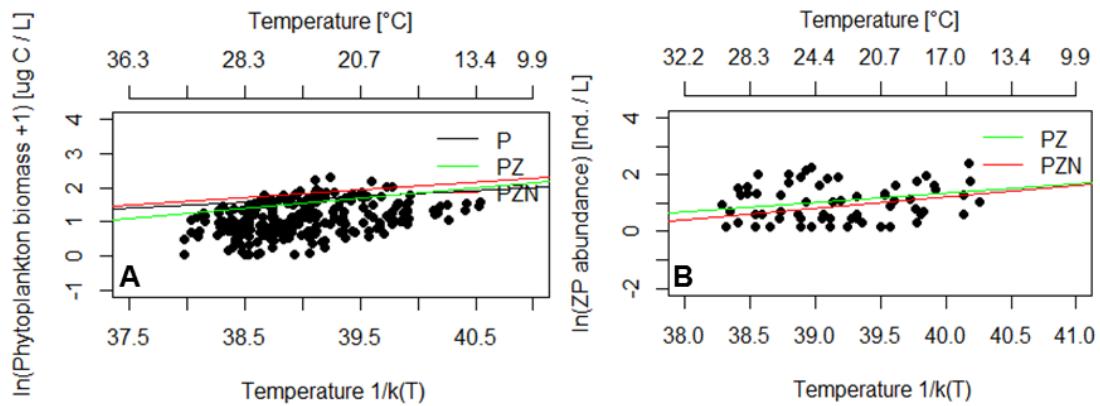 Temperature [°C]
36.3 28.3 20.7 13.4 9.9
ln(Phytoplankton biomass +1) [ug C / L]
4
3
2
1
0
-1
P
PZ
PZN
A
37.5 38.5 39.5 40.5
Temperature 1/k(T)
Temperature [°C]
32.2 28.3 24.4 20.7 17.0 13.4 9.9
ln(ZP abundance) [Ind. / L]
4
2
0
-2
PZ
PZN
B
38.0 38.5 39.0 39.5 40.0 40.5 41.0
Temperature 1/k(T)